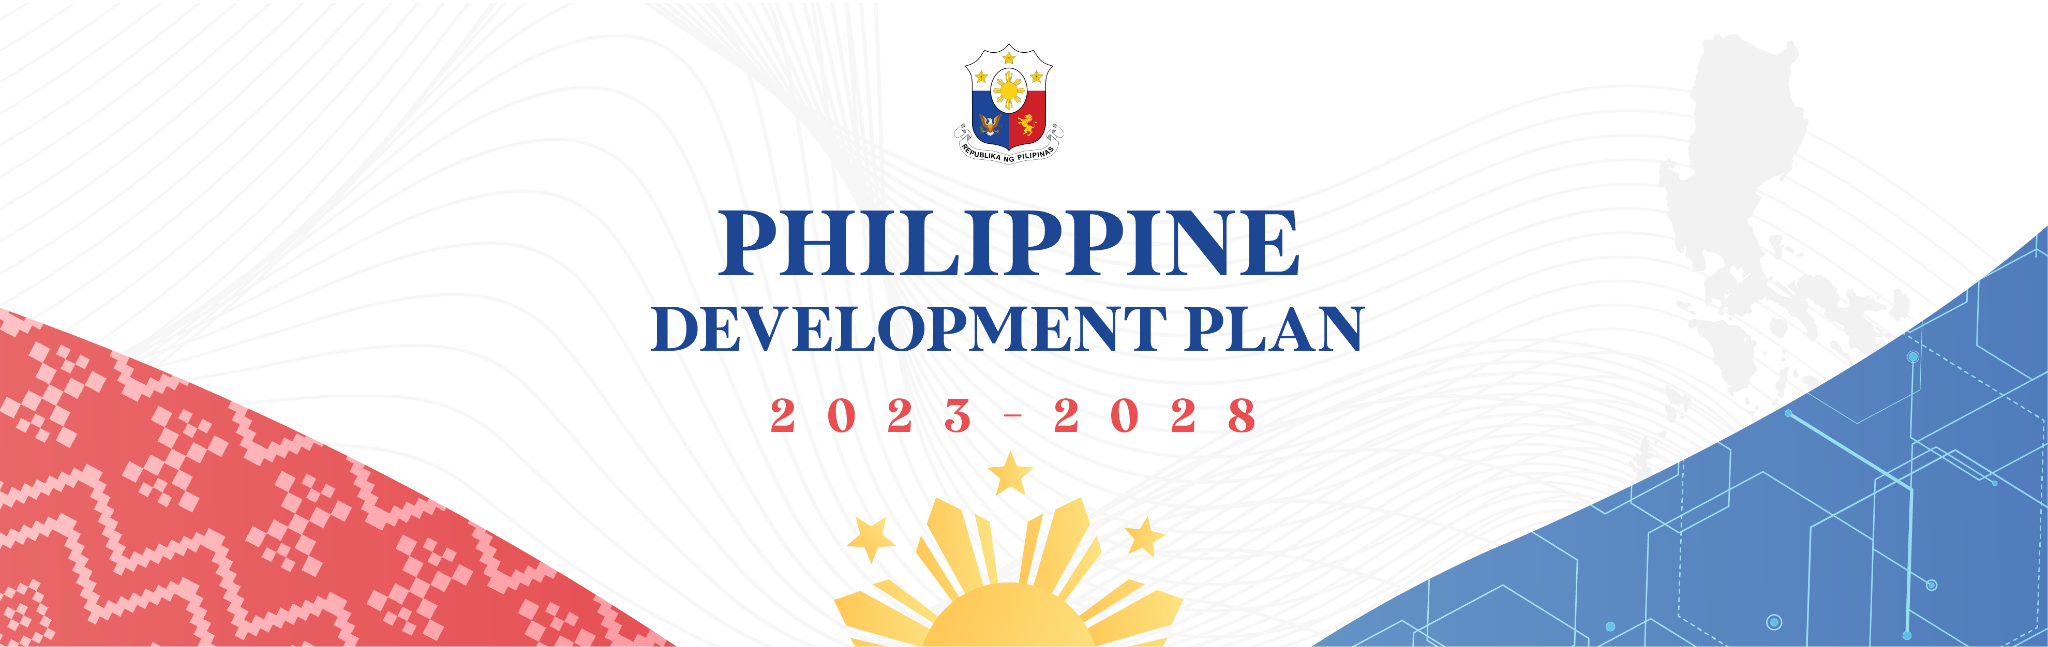 REPUBLIKA NG PILIPINAS
PHILIPPINE
DEVELOPMENT PLAN
2023-2028